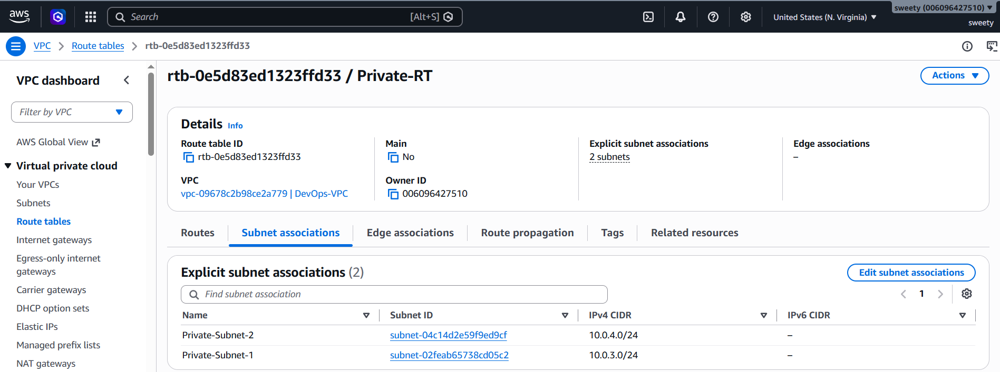 aws
Search [Alt+S]
United States (N. Virginia)
sweety (006096427510)
sweety
VPC
Route tables
rtb-0e5d83ed1323ffd33
VPC dashboard
Filter by VPC
AWS Global View
Virtual private cloud
Your VPCs
Subnets
Route tables
Internet gateways
Egress-only internet
gateways
Carrier gateways
DHCP option sets
Elastic IPs
Managed prefix lists
NAT gateways
rtb-0e5d83ed1323ffd33 / Private-RT
Actions
Details Info
Route table ID
rtb-0e5d83ed1323ffd33
Main
No
Explicit subnet associations
2 subnets
Edge associations
–
VPC
vpc-09678c2b98ce2a779 | DevOps-VPC
Owner ID
006096427510
Routes
Subnet associations
Edge associations
Route propagation
Tags
Related resources
Explicit subnet associations (2)
Edit subnet associations
Find subnet association
1
Name Subnet ID IPv4 CIDR IPv6 CIDR
Private-Subnet-2 subnet-04c14d2e59f9ed9cf 10.0.4.0/24 –
Private-Subnet-1 subnet-02feab65738cd05c2 10.0.3.0/24 –